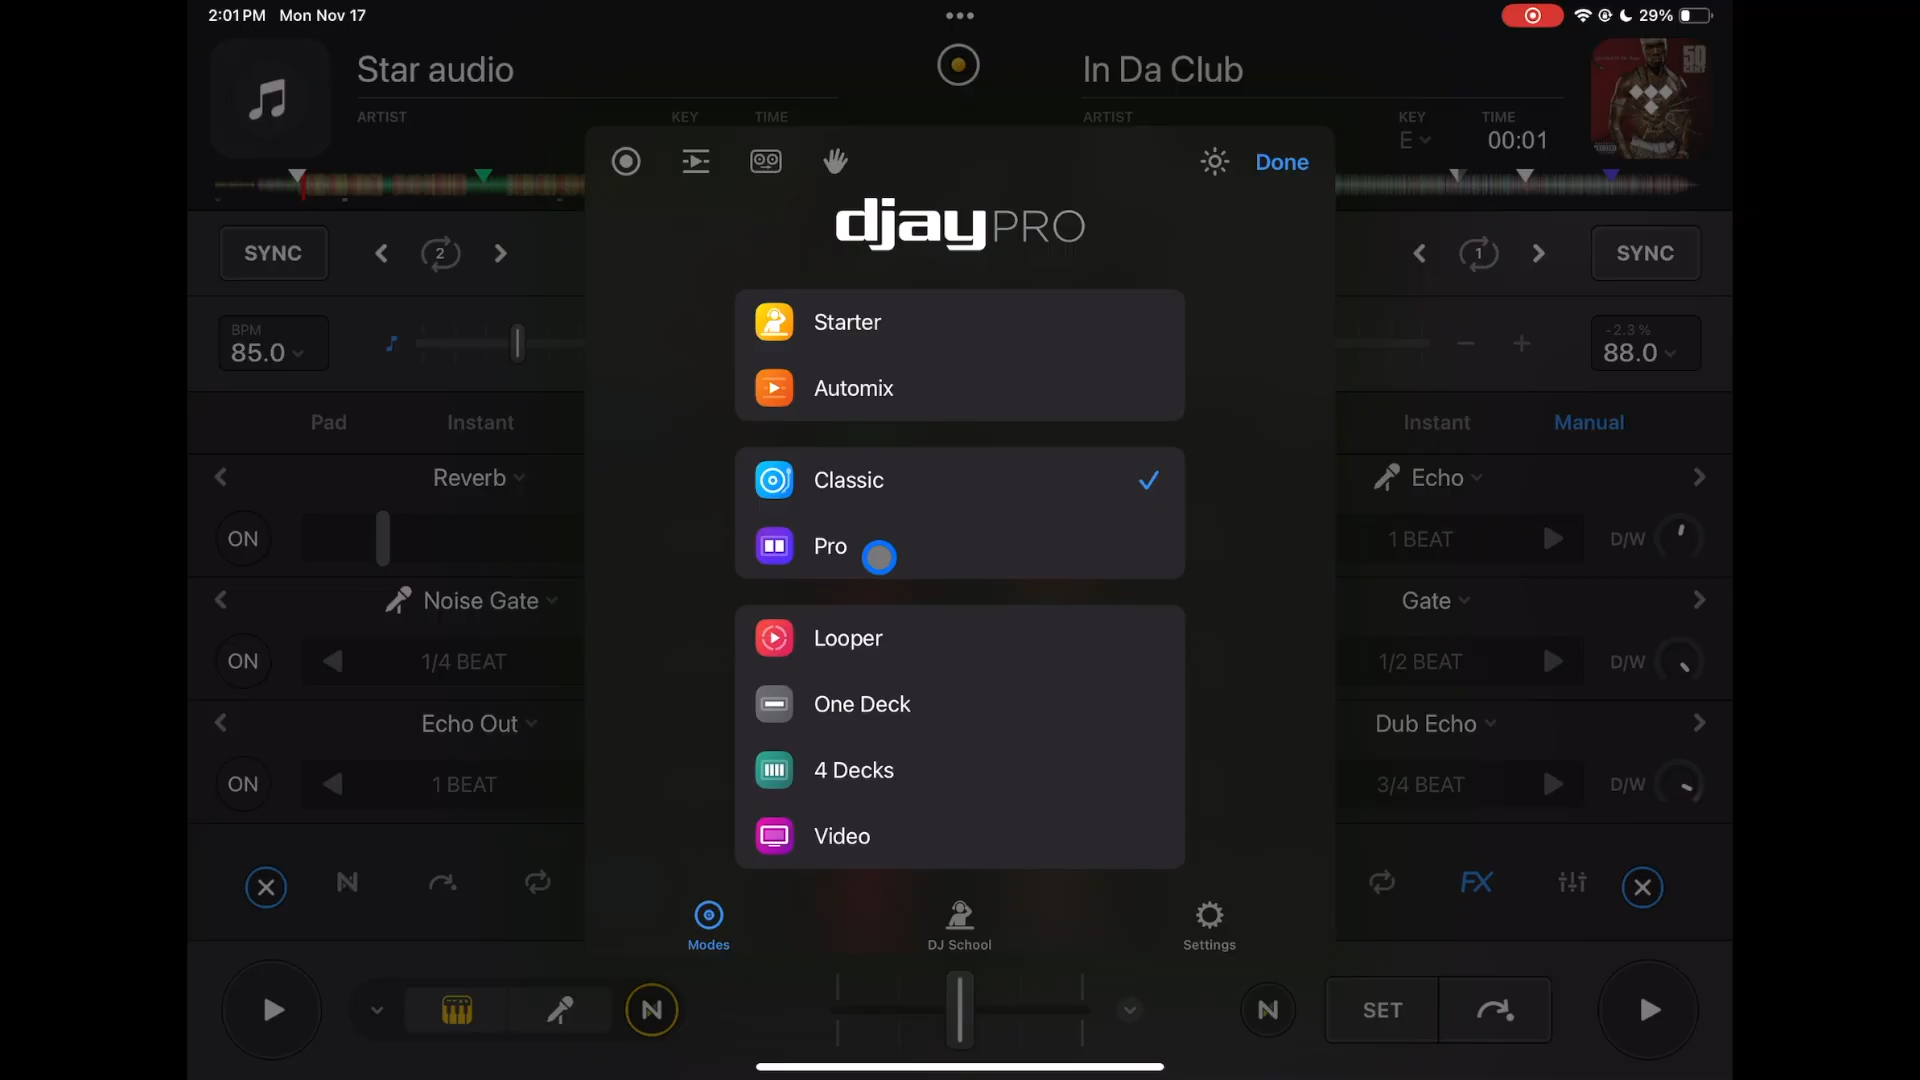 2:01 PM Mon Nov 17
29%
Star audio
In Da Club
50
ARTIST
KEY
TIME
ARTIST
KEY
TIME
E
00:01
Done
djay PRO
SYNC
2
1
SYNC
Starter
BPM
85.0
-2.3 %
88.0
Automix
Pad
Instant
Instant
Manual
Reverb
Classic
Echo
ON
Pro
1 BEAT
D/W
Noise Gate
Gate
Looper
ON
1/4 BEAT
1/2 BEAT
D/W
One Deck
Echo Out
Dub Echo
4 Decks
ON
1 BEAT
3/4 BEAT
D/W
Video
FX
Modes
DJ School
Settings
SET